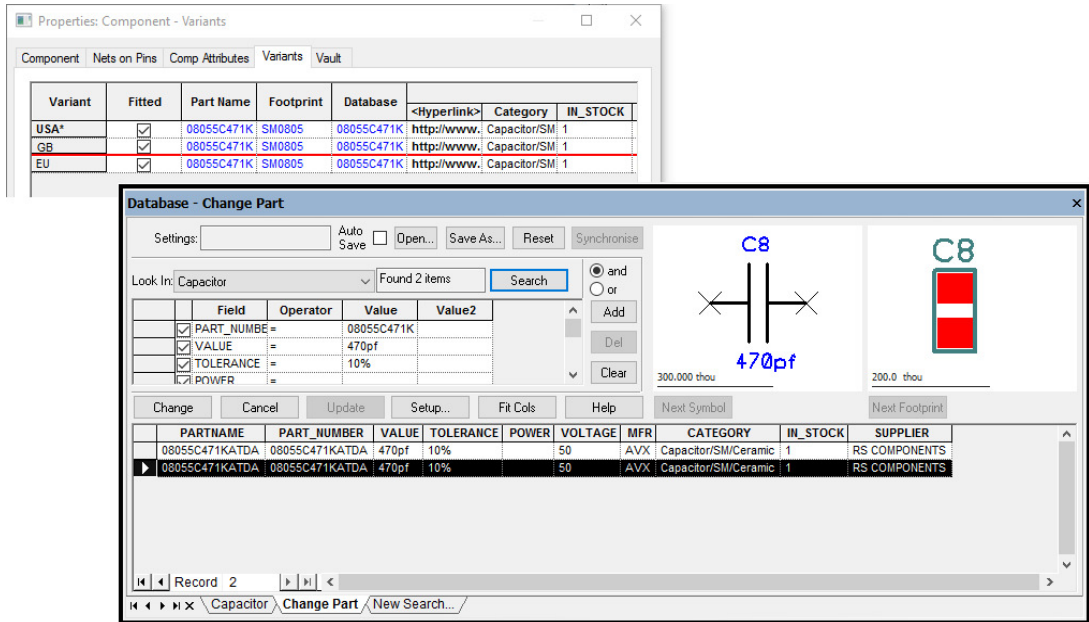 Properties: Component - Variants
Component Nets on Pins Comp Attributes Variants Vault
Variant Fitted Part Name Footprint Database <Hyperlink> Category IN_STOCK
USA* 08055C471K SM0805 08055C471K http://www. Capacitor/SM 1
GB 08055C471K SM0805 08055C471K http://www. Capacitor/SM 1
EU 08055C471K SM0805 08055C471K http://www. Capacitor/SM 1
Database - Change Part
Settings: Auto Save Open... Save As... Reset Synchronise
Look In: Capacitor Found 2 items Search and
or
Field Operator Value Value2 Add
PART_NUMBE = 08055C471K
VALUE = 470pf Del
TOLERANCE = 10%
POWER = Clear
C8
470pf
300.000 thou
C8
200.0 thou
Change Cancel Update Setup... Fit Cols Help Next Symbol Next Footprint
PARTNAME PART_NUMBER VALUE TOLERANCE POWER VOLTAGE MFR CATEGORY IN_STOCK SUPPLIER
08055C471KATDA 08055C471KATDA 470pf 10% 50 AVX Capacitor/SM/Ceramic 1 RS COMPONENTS
08055C471KATDA 08055C471KATDA 470pf 10% 50 AVX Capacitor/SM/Ceramic 1 RS COMPONENTS
Record 2
Capacitor Change Part New Search...